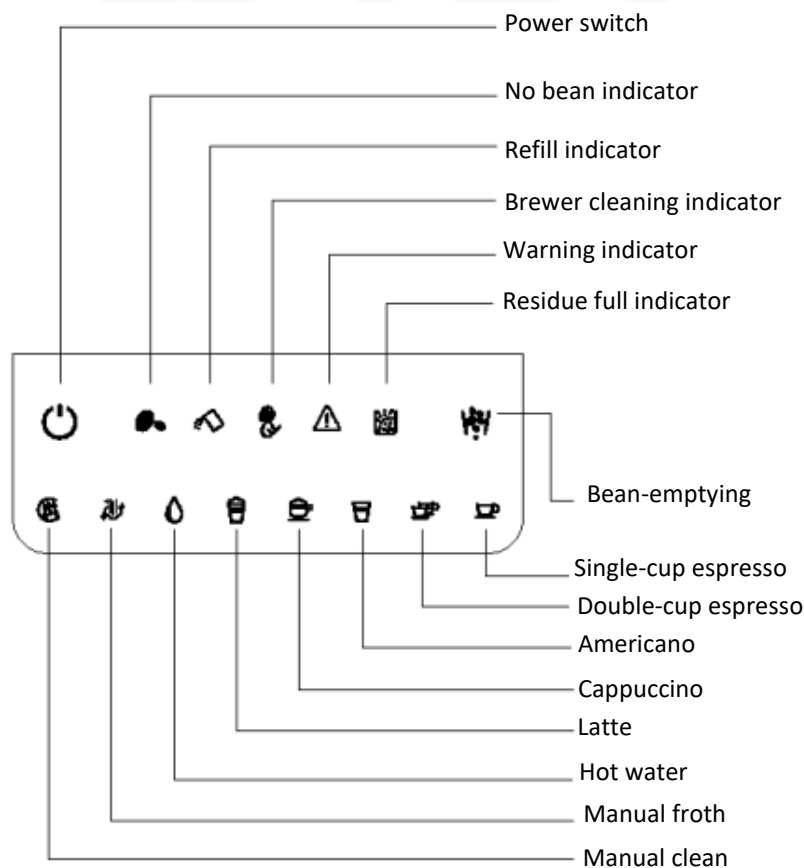 Power switch
No bean indicator
Refill indicator
Brewer cleaning indicator
Warning indicator
Residue full indicator
Bean-emptying
Single-cup espresso
Double-cup espresso
Americano
Cappuccino
Latte
Hot water
Manual froth
Manual clean